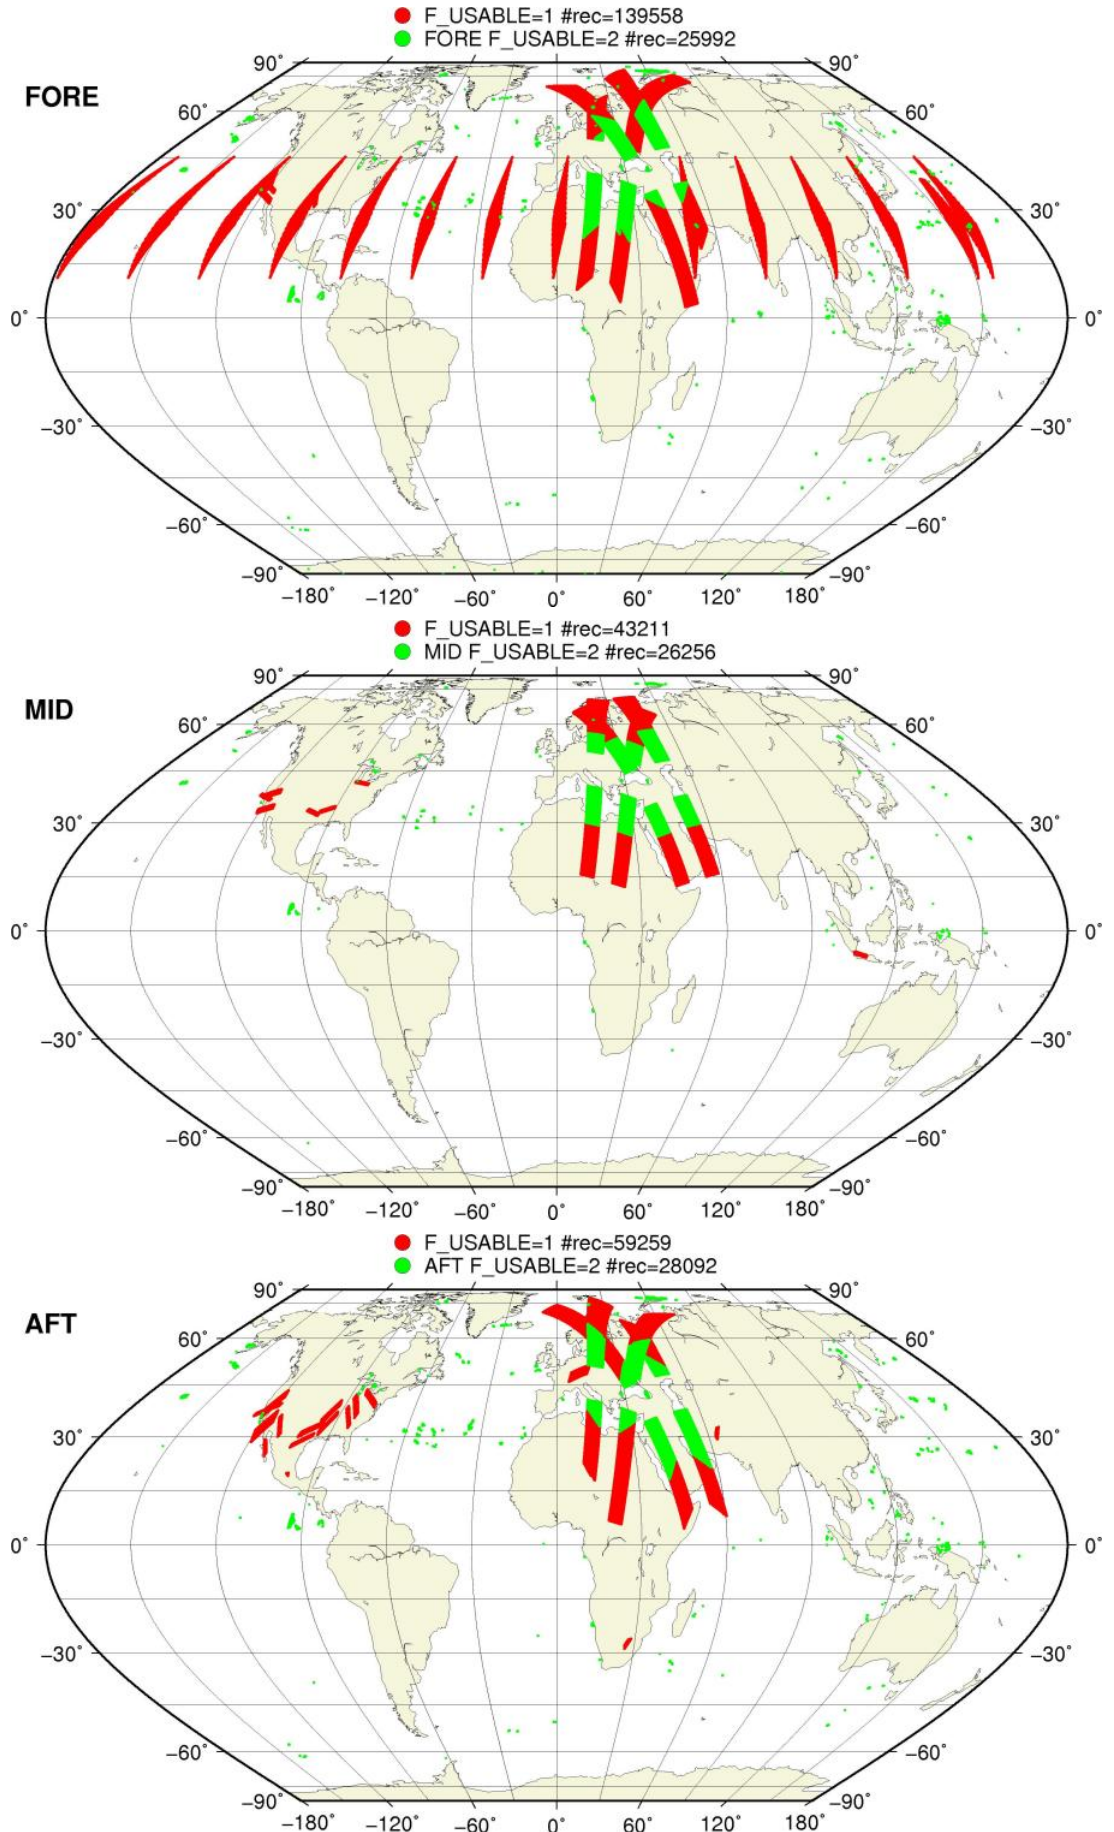 F_USABLE=1 #rec=139558
FORE F_USABLE=2 #rec=25992
FORE
90° 90°
60° 60°
30° 30°
0° 0°
−30° −30°
−60° −60°
−90° −90°
−180° −120° −60° 0° 60° 120° 180°
F_USABLE=1 #rec=43211
MID F_USABLE=2 #rec=26256
MID
90° 90°
60° 60°
30° 30°
0° 0°
−30° −30°
−60° −60°
−90° −90°
−180° −120° −60° 0° 60° 120° 180°
F_USABLE=1 #rec=59259
AFT F_USABLE=2 #rec=28092
AFT
90° 90°
60° 60°
30° 30°
0° 0°
−30° −30°
−60° −60°
−90° −90°
−180° −120° −60° 0° 60° 120° 180°